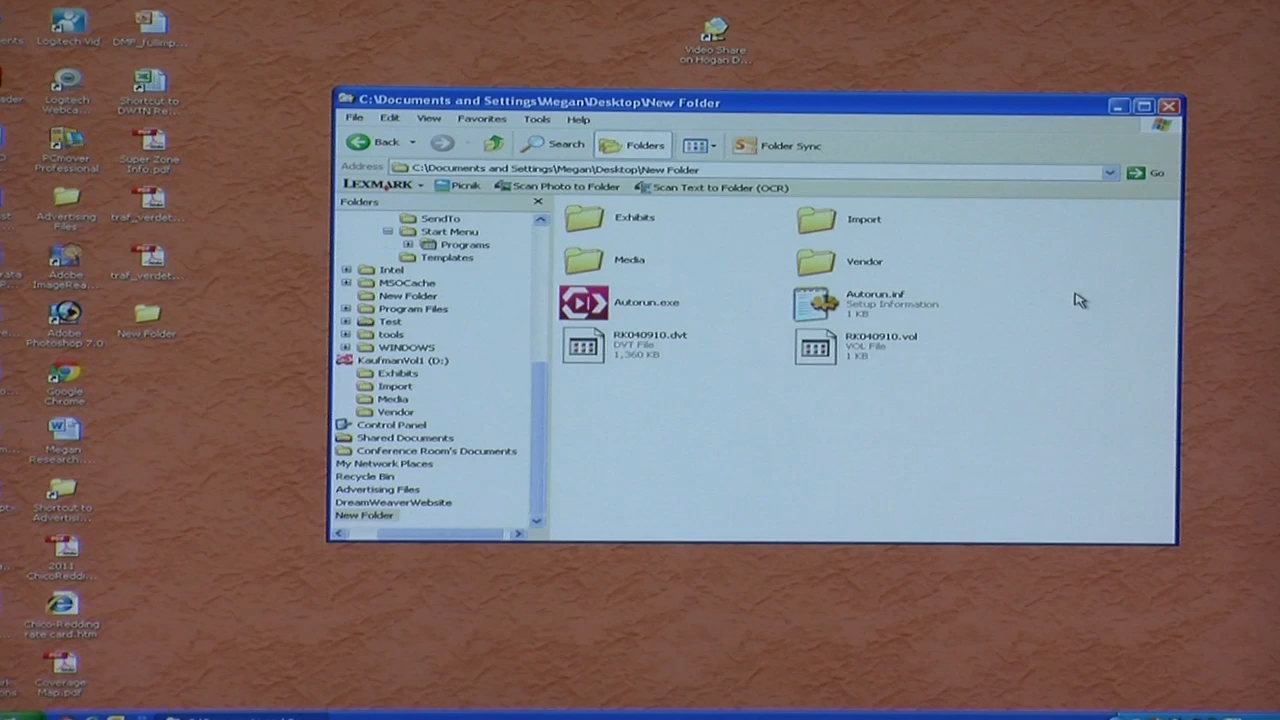 Logitech Vid
DMP_fullimp...
Video Share
on Hogan D...
Logitech
Webca...
Shortcut to
DWTN Re...
PCmover
Professional
Super Zone
Info.pdf
Advertising
Files
traf_verdet...
Adobe
ImageRea...
traf_verdet...
Adobe
Photoshop 7.0
New Folder
Google
Chrome
Megan
Research...
Shortcut to
Advertisi...
2011
ChicoReddi...
Chico-Redding
rate card.htm
Coverage
Map.pdf
C:\Documents and Settings\Megan\Desktop\New Folder
File Edit View Favorites Tools Help
Back Search Folders Folder Sync
Address C:\Documents and Settings\Megan\Desktop\New Folder Go
LEXMARK Picnik Scan Photo to Folder Scan Text to Folder (OCR)
Folders
SendTo
Start Menu
Programs
Templates
Intel
MSOCache
New Folder
Program Files
Test
tools
WINDOWS
KaufmanVol1 (D:)
Exhibits
Import
Media
Vendor
Control Panel
Shared Documents
Conference Room's Documents
My Network Places
Recycle Bin
Advertising Files
DreamWeaverWebsite
New Folder
Exhibits
Import
Media
Vendor
Autorun.exe
Autorun.inf
Setup Information
1 KB
RK040910.dvt
DVT File
1,360 KB
RK040910.vol
VOL File
1 KB